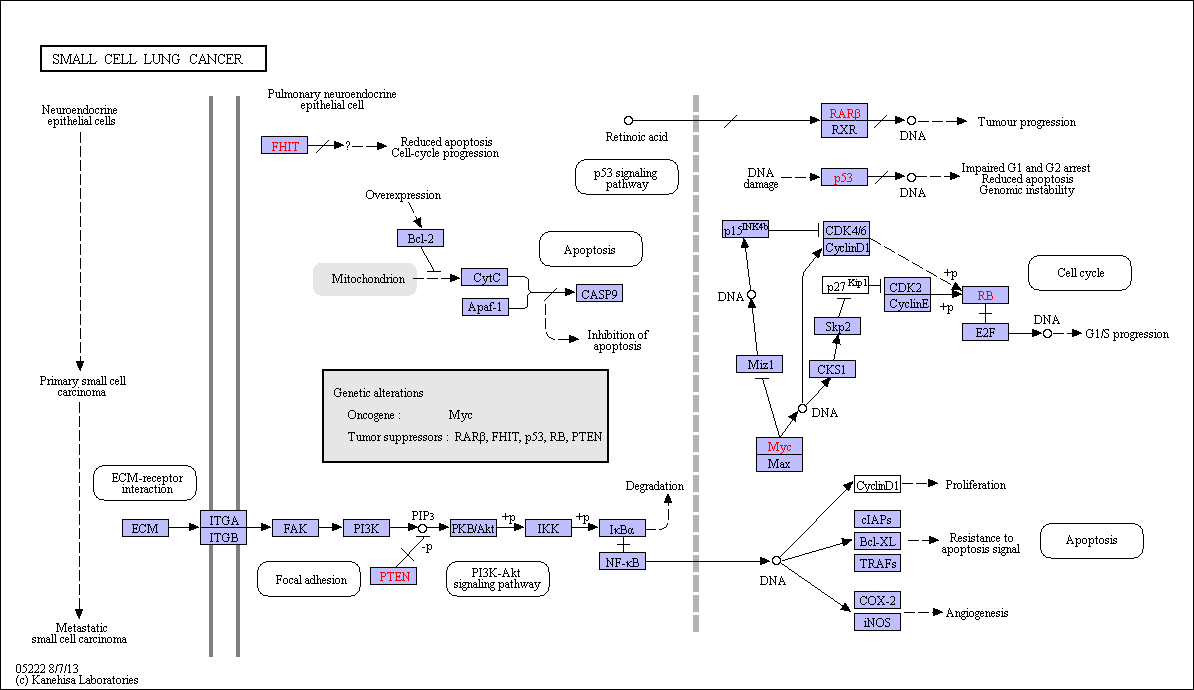 SMALL CELL LUNG CANCER
Neuroendocrine
epithelial cells
Primary small cell
carcinoma
Metastatic
small cell carcinoma
Pulmonary neuroendocrine
epithelial cell
FHIT
?
Reduced apoptosis
Cell-cycle progression
Overexpression
Bcl-2
Mitochondrion
CytC
Apaf-1
CASP9
Apoptosis
Inhibition of
apoptosis
Genetic alterations
Oncogene : Myc
Tumor suppressors : RARβ, FHIT, p53, RB, PTEN
Retinoic acid
RARβ
RXR
DNA
Tumour progression
p53 signaling
pathway
DNA
damage
p53
DNA
Impaired G1 and G2 arrest
Reduced apoptosis
Genomic instability
p15INK4b
CDK4/6
CyclinD1
+p
Cell cycle
p27Kip1
CDK2
CyclinE
+p
RB
DNA
Skp2
E2F
DNA
G1/S progression
Miz1
CKS1
DNA
Myc
Max
ECM-receptor
interaction
ECM
ITGA
ITGB
FAK
PI3K
PIP3
-p
PTEN
PKB/Akt
+p
IKK
+p
IκBα
NF-κB
Degradation
Focal adhesion
PI3K-Akt
signaling pathway
DNA
CyclinD1
Proliferation
cIAPs
Bcl-XL
TRAFs
Resistance to
apoptosis signal
Apoptosis
COX-2
iNOS
Angiogenesis
05222 8/7/13
(c) Kanehisa Laboratories